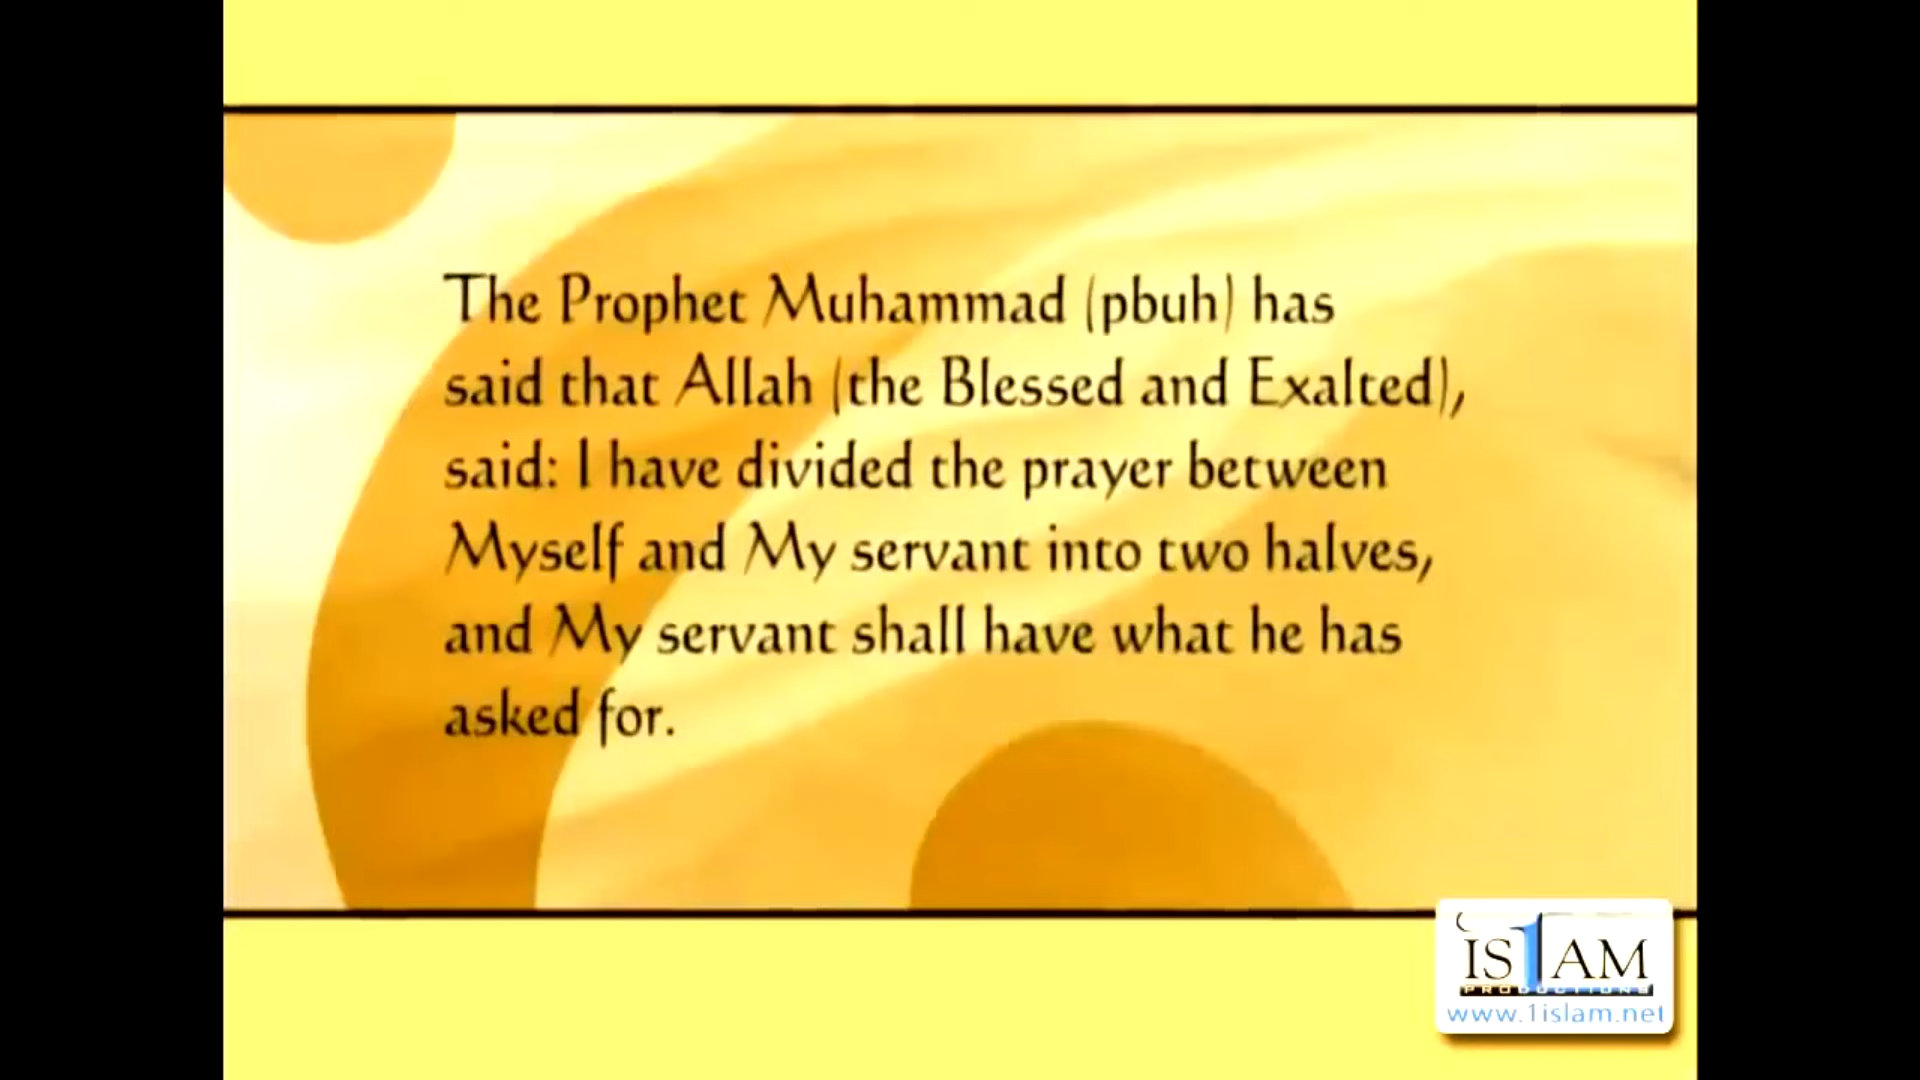 The Prophet Muhammad (pbuh) has
said that Allah (the Blessed and Exalted),
said: I have divided the prayer between
Myself and My servant into two halves,
and My servant shall have what he has
asked for.
IS1AM
PRODUCTIONS
www.1islam.net